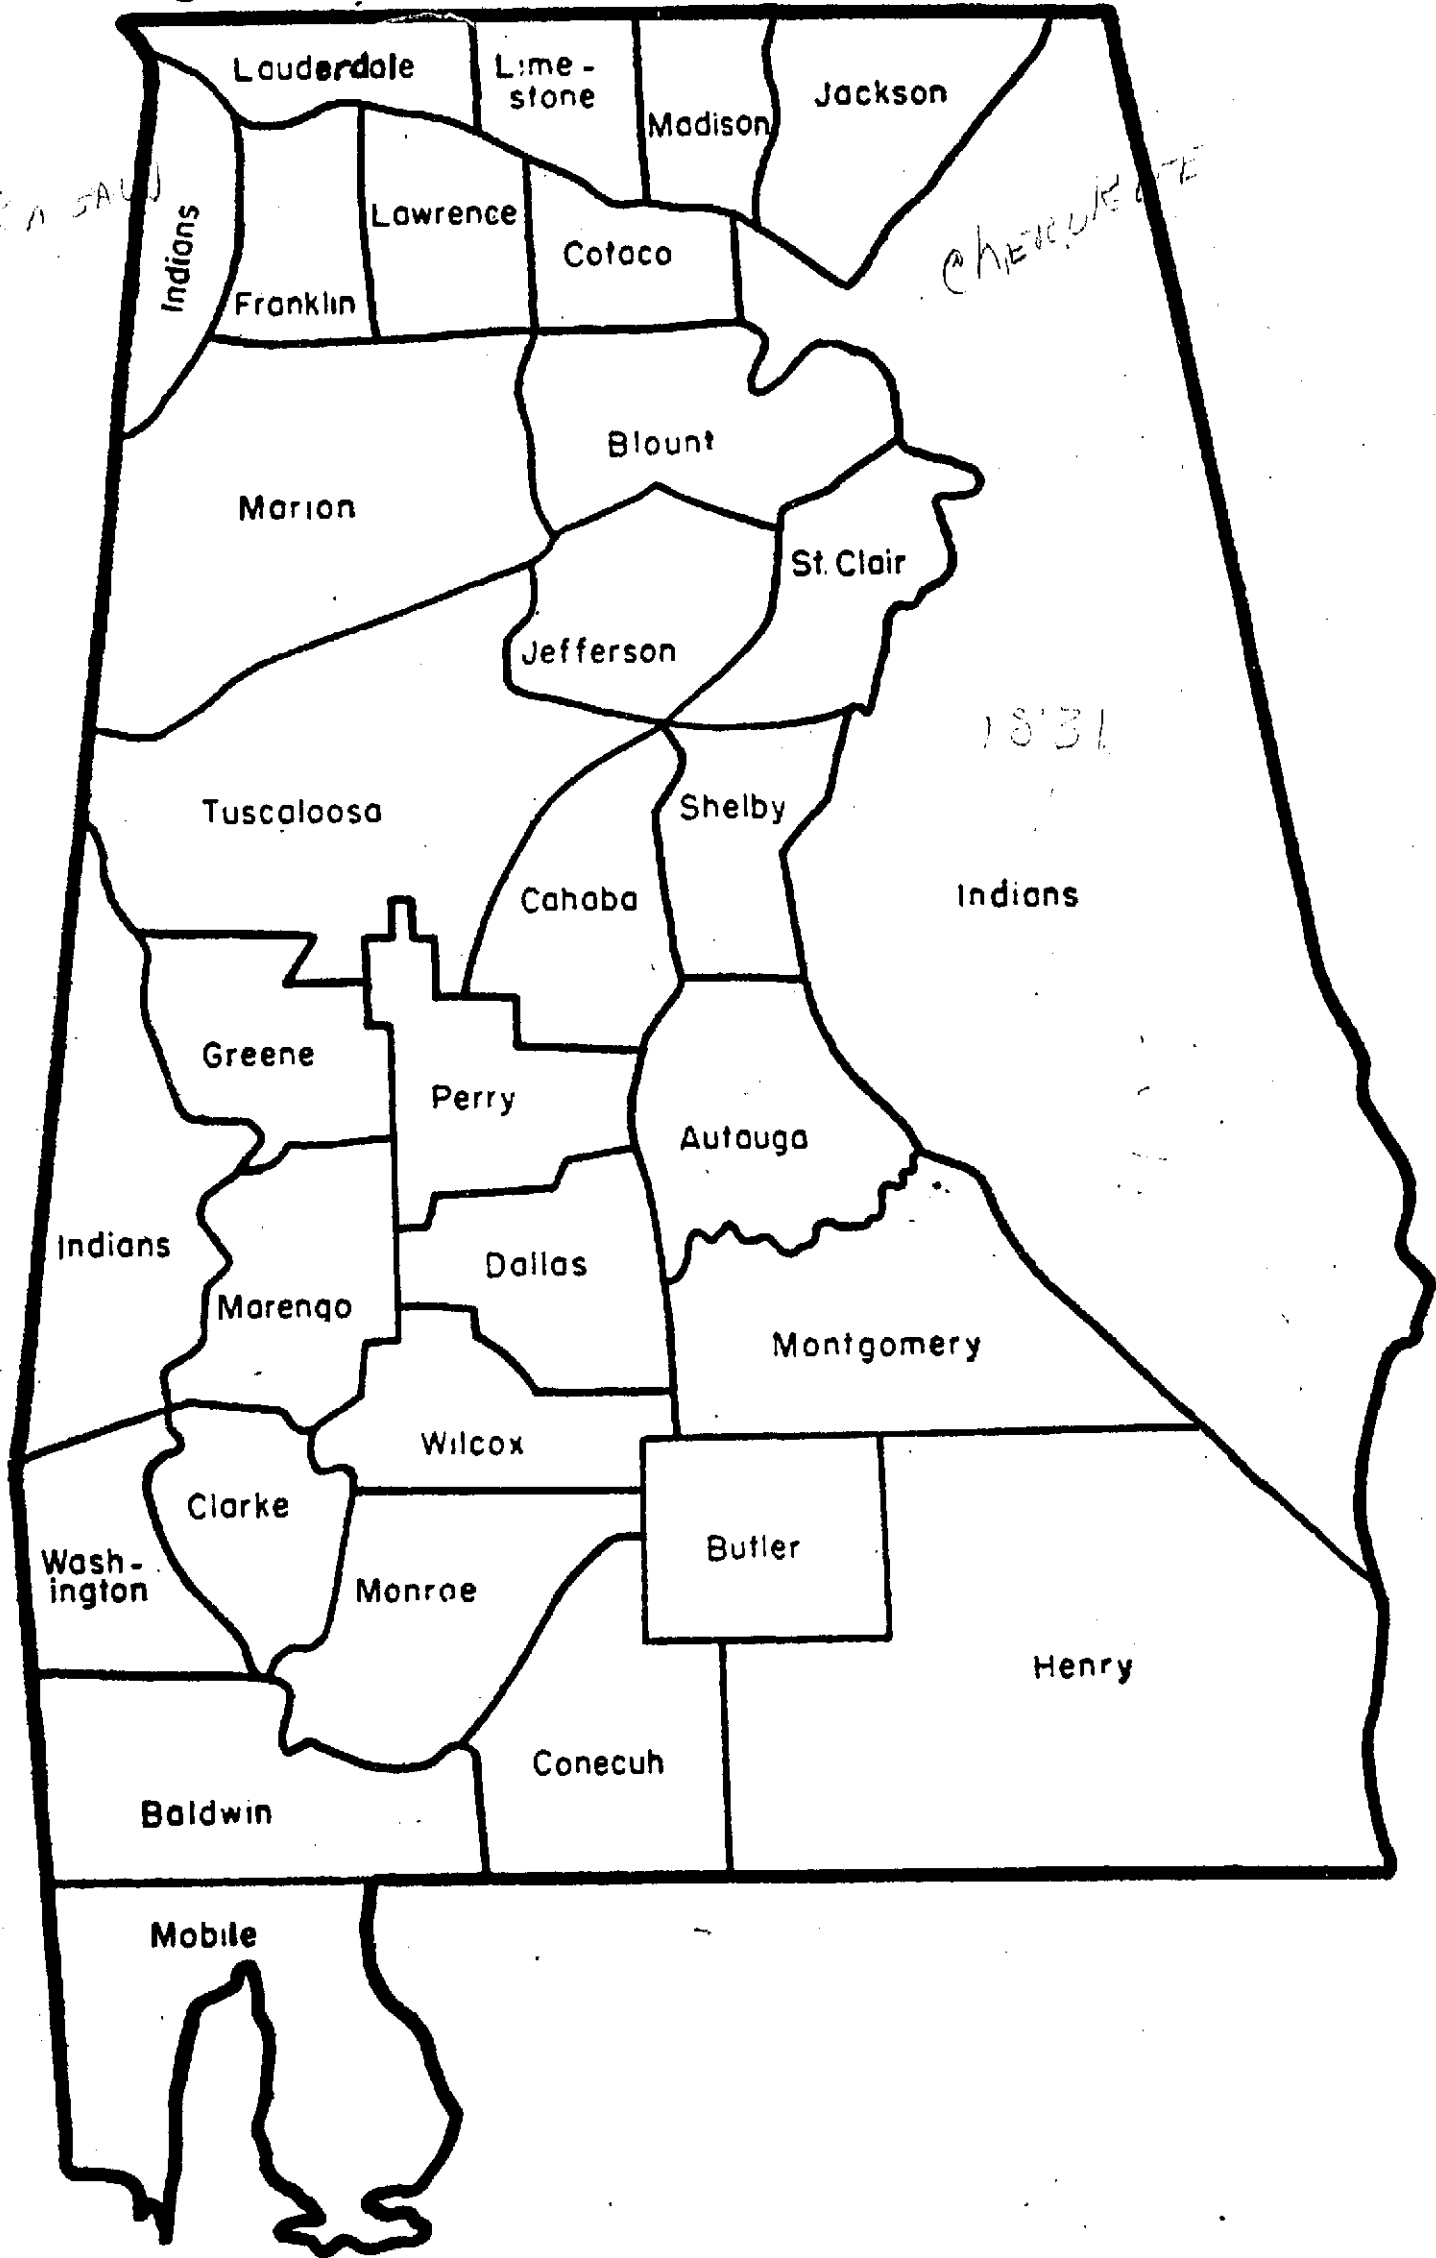 Lauderdale
Lime-
stone
Madison
Jackson
Indians
Franklin
Lawrence
Cotaco
Marion
Blount
St. Clair
Jefferson
1831
Tuscaloosa
Shelby
Cahaba
Indians
Greene
Perry
Autauga
Indians
Marengo
Dallas
Montgomery
Wilcox
Clarke
Butler
Wash-
ington
Monroe
Henry
Conecuh
Baldwin
Mobile